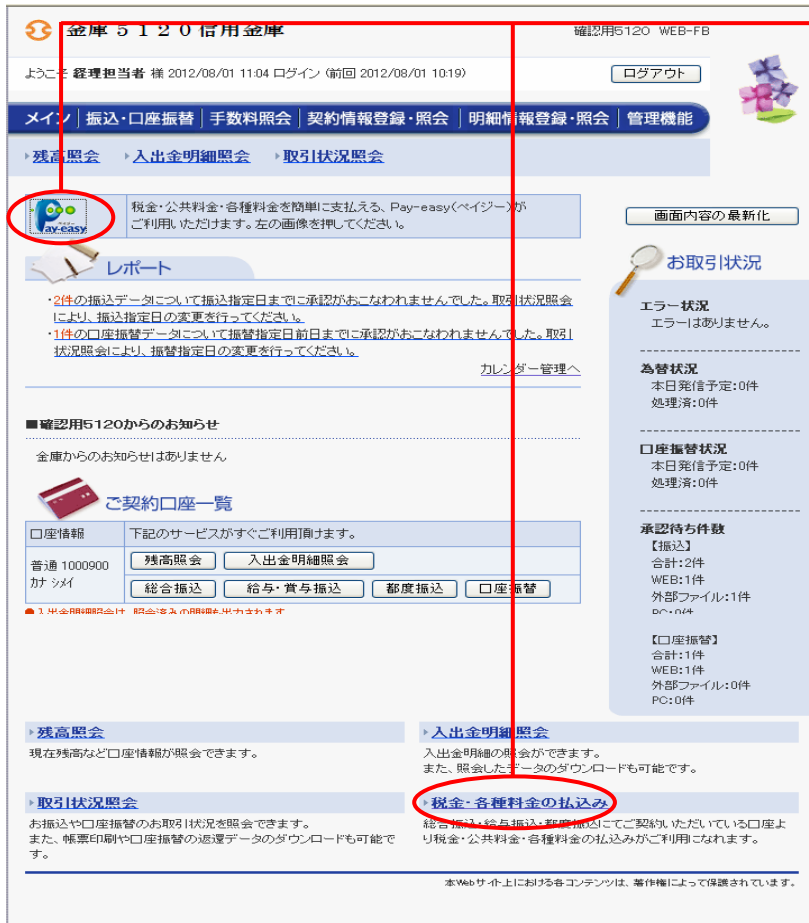 金庫5120信用金庫
確認用5120 WEB-FB
ようこそ 経理担当者 様 2012/08/01 11:04 ログイン (前回 2012/08/01 10:19)
ログアウト
メイン 振込・口座振替 手数料照会 契約情報登録・照会 明細情報登録・照会 管理機能
残高照会 入出金明細照会 取引状況照会
Pay-easy
税金・公共料金・各種料金を簡単に支払える、Pay-easy(ペイジー)が
ご利用いただけます。左の画像を押してください。
画面内容の最新化
レポート
・2件の振込データについて振込指定日までに承認がおこなわれませんでした。取引状況照会
により、振込指定日の変更を行ってください。
・1件の口座振替データについて振替指定日前日までに承認がおこなわれませんでした。取引
状況照会により、振替指定日の変更を行ってください。
カレンダー管理へ
■確認用5120からのお知らせ
金庫からのお知らせはありません
ご契約口座一覧
口座情報 下記のサービスがすぐご利用頂けます。
普通 1000900
カナ シメイ
残高照会 入出金明細照会
総合振込 給与・賞与振込 都度振込 口座振替
●入出金明細照会は、照会済みの明細も出力されます
お取引状況
エラー状況
エラーはありません。
為替状況
本日発信予定:0件
処理済:0件
口座振替状況
本日発信予定:0件
処理済:0件
承認待ち件数
【振込】
合計:2件
WEB:1件
外部ファイル:1件
PC:0件
【口座振替】
合計:1件
WEB:1件
外部ファイル:0件
PC:0件
残高照会
現在残高など口座情報が照会できます。
入出金明細照会
入出金明細の照会ができます。
また、照会したデータのダウンロードも可能です。
取引状況照会
お振込や口座振替のお取引状況を照会できます。
また、帳票印刷や口座振替の返還データのダウンロードも可能で
す。
税金・各種料金の払込み
総合振込・給与振込・都度振込にてご契約いただいている口座よ
り税金・公共料金・各種料金の払込みがご利用になれます。
本Webサイト上における各コンテンツは、著作権によって保護されています。